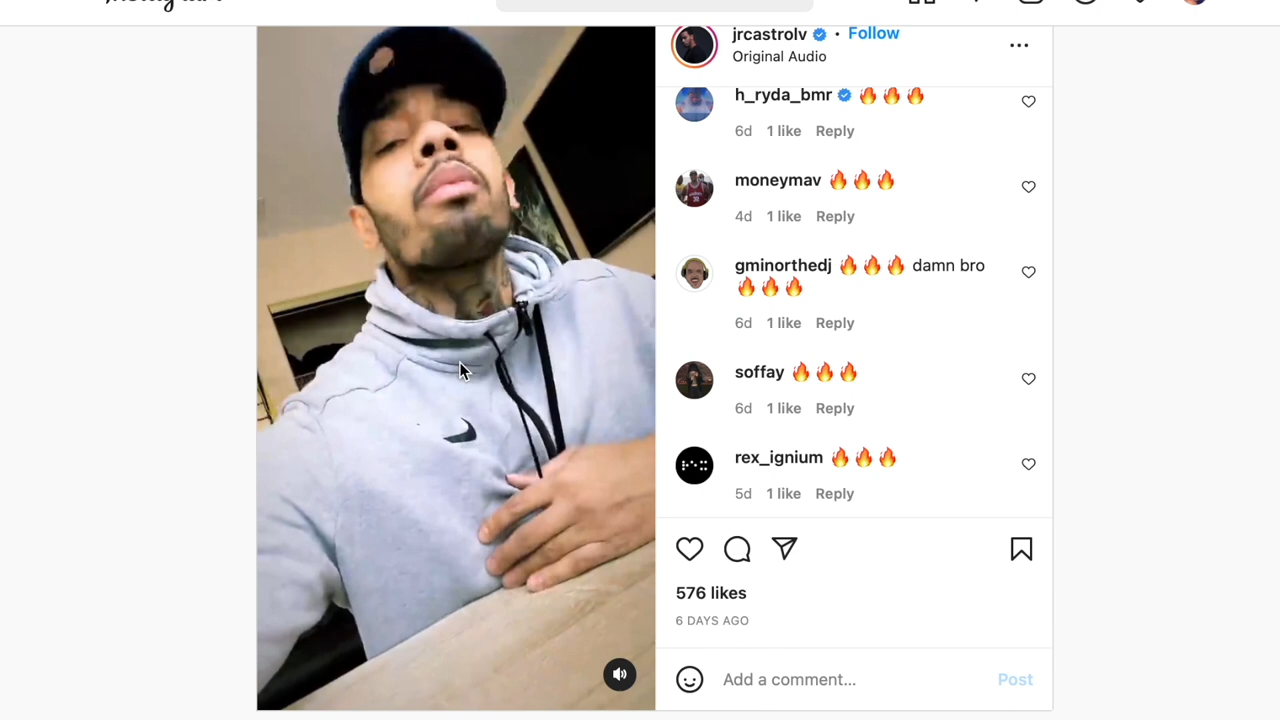 jrcastrolv • Follow
Original Audio
h_ryda_bmr 🔥🔥🔥
6d 1 like Reply
moneymav 🔥🔥🔥
4d 1 like Reply
gminorthedj 🔥🔥🔥 damn bro
🔥🔥🔥
6d 1 like Reply
soffay 🔥🔥🔥
6d 1 like Reply
rex_ignium 🔥🔥🔥
5d 1 like Reply
576 likes
6 DAYS AGO
Add a comment... Post